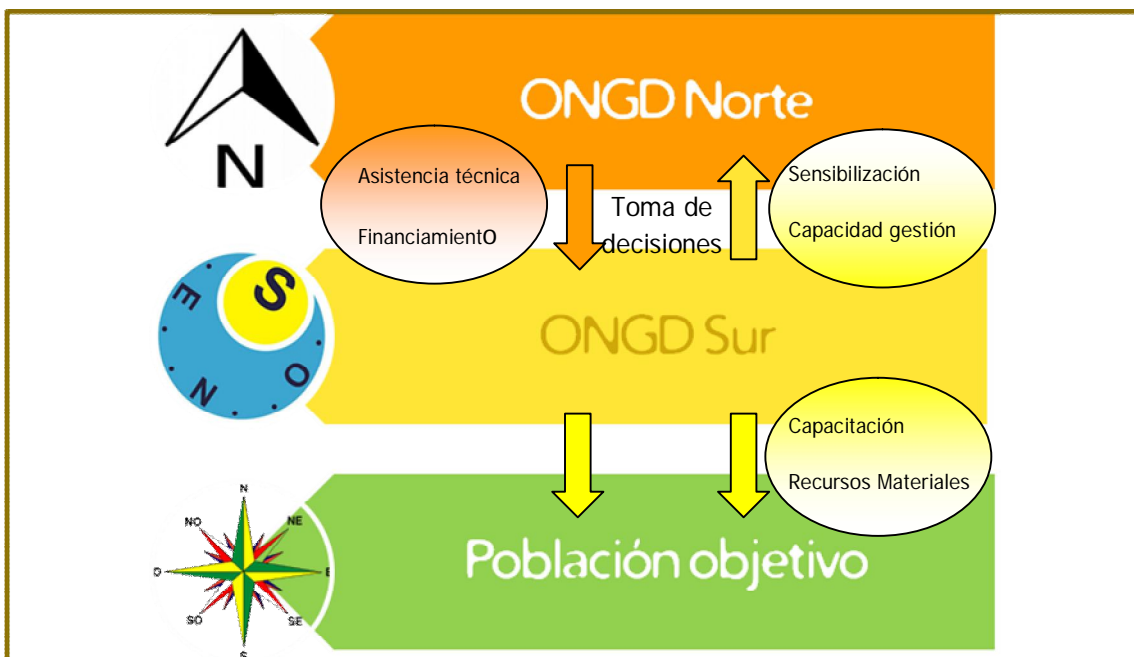 ONGD Norte
N
Asistencia técnica
Financiamiento
Toma de
decisiones
Sensibilización
Capacidad gestión
S
E
N
O
ONGD Sur
Capacitación
Recursos Materiales
Población objetivo
N
NO
NE
O
E
SO
SE
S